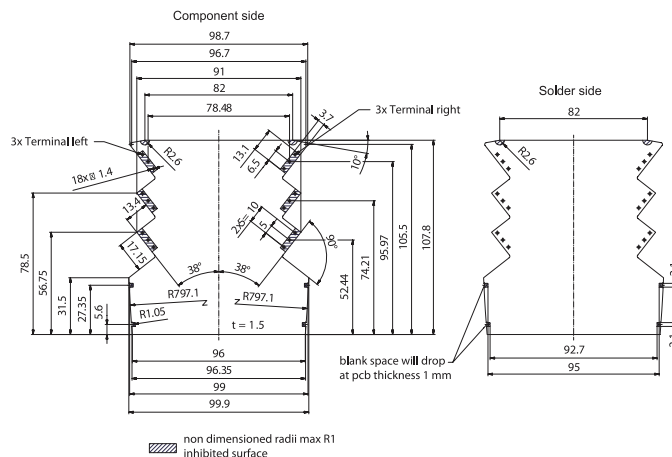 Component side
98.7
96.7
91
82
78.48
3x Terminal left
3x Terminal right
3.7
13.1
6.5
10°
R2.6
18x 1.4
13.4
2x5= 10
5
90°
17.15
38°
38°
R797.1
R797.1
z
z
R1.05
t = 1.5
78.5
56.75
31.5
27.35
5.6
52.44
74.21
95.97
105.5
107.8
96
96.35
99
99.9
Solder side
82
R2.6
blank space will drop
at pcb thickness 1 mm
92.7
95
non dimensioned radii max R1
inhibited surface